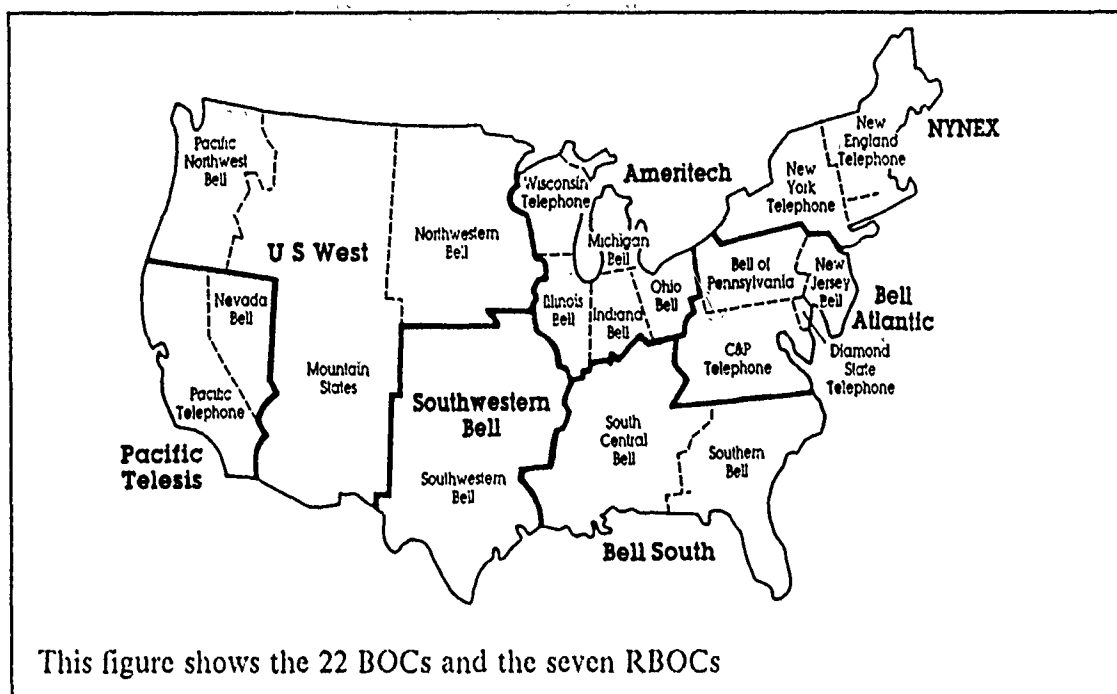 Pacific
Northwest
Bell
U S West
Northwestern
Bell
Nevada
Bell
Mountain
States
Pacific Telephone
Pacific
Telesis
Southwestern
Bell
Southwestern
Bell
Wisconsin
Telephone
Ameritech
Michigan
Bell
Illinois
Bell
Indiana
Bell
Ohio
Bell
New
England
Telephone
NYNEX
New
York
Telephone
Bell of
Pennsylvania
New
Jersey
Bell
Bell
Atlantic
C&P
Telephone
Diamond
State
Telephone
South
Central
Bell
Southern
Bell
Bell South
This figure shows the 22 BOCs and the seven RBOCs